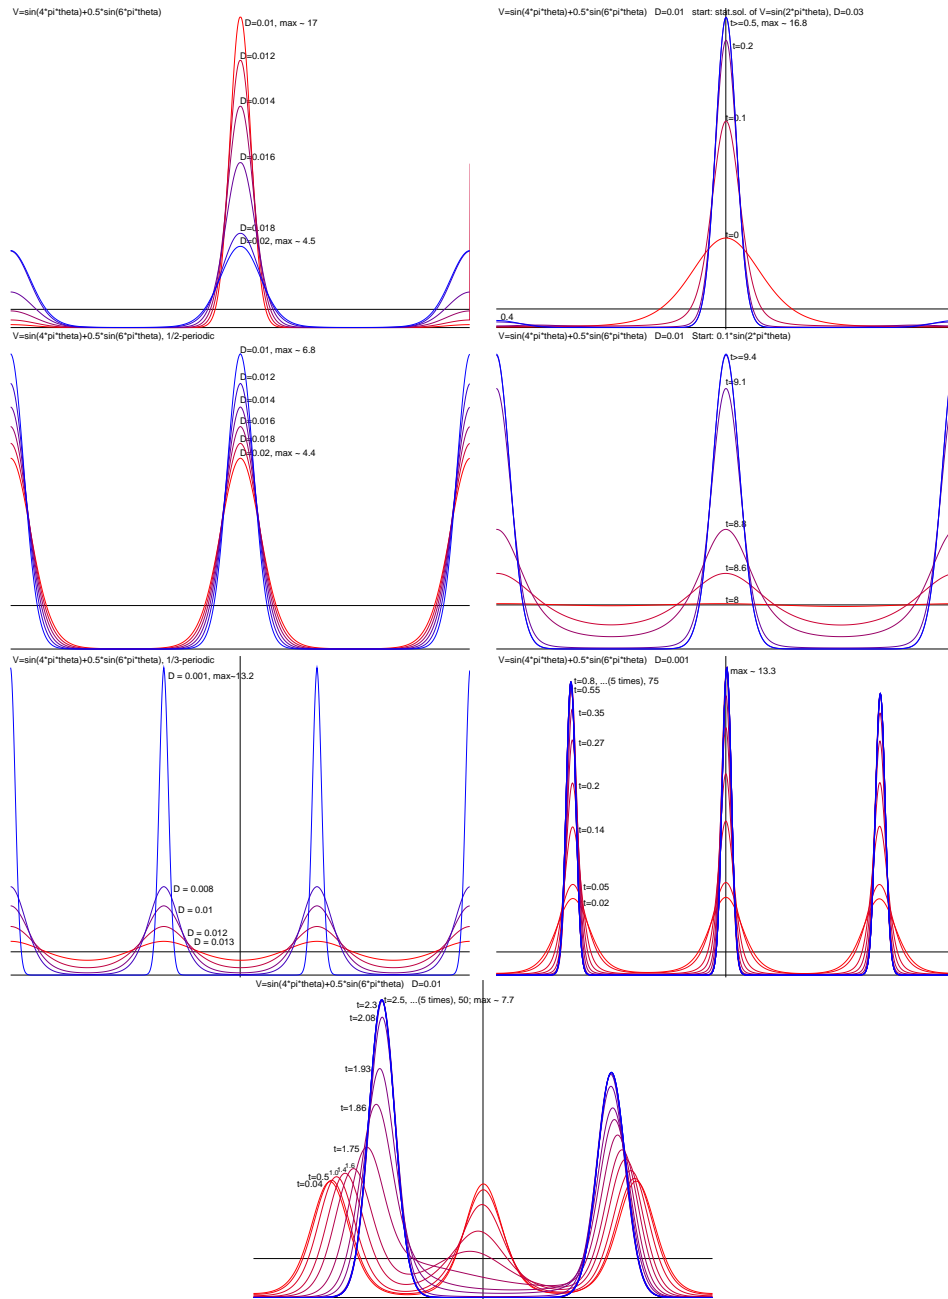 V=sin(4*pi*theta)+0.5*sin(6*pi*theta)
D=0.01, max ~ 17
D=0.012
D=0.014
D=0.016
D=0.018
D=0.02, max ~ 4.5
V=sin(4*pi*theta)+0.5*sin(6*pi*theta) D=0.01 start: stat.sol. of V=sin(2*pi*theta), D=0.03
t>=0.5, max ~ 16.8
t=0.2
t=0.1
t=0
0.4
V=sin(4*pi*theta)+0.5*sin(6*pi*theta), 1/2-periodic
D=0.01, max ~ 6.8
D=0.012
D=0.014
D=0.016
D=0.018
D=0.02, max ~ 4.4
V=sin(4*pi*theta)+0.5*sin(6*pi*theta) D=0.01 Start: 0.1*sin(2*pi*theta)
t>=9.4
t=9.1
t=8.8
t=8.6
t=8
V=sin(4*pi*theta)+0.5*sin(6*pi*theta), 1/3-periodic
D = 0.001, max~13.2
D = 0.008
D = 0.01
D = 0.012
D = 0.013
V=sin(4*pi*theta)+0.5*sin(6*pi*theta) D=0.001
max ~ 13.3
t=0.8, ...(5 times), 75
t=0.55
t=0.35
t=0.27
t=0.2
t=0.14
t=0.05
t=0.02
V=sin(4*pi*theta)+0.5*sin(6*pi*theta) D=0.01
t=2.5, ...(5 times), 50; max ~ 7.7
t=2.3
t=2.08
t=1.93
t=1.86
t=1.75
1.6
1.4
1.0
t=0.5
t=0.04